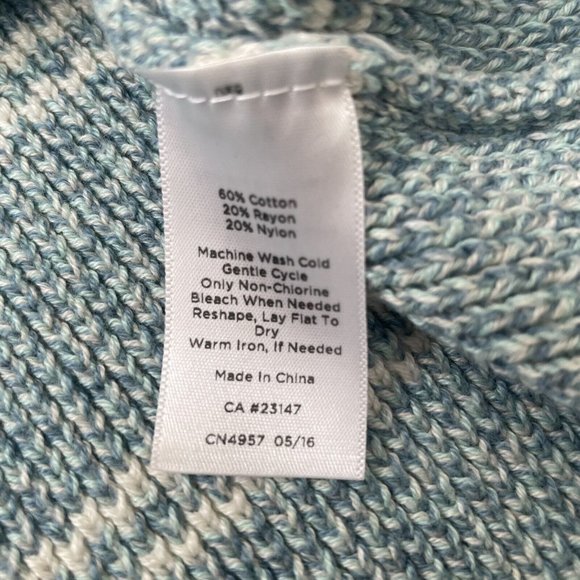 60% Cotton
20% Rayon
20% Nylon
Machine Wash Cold
Gentle Cycle
Only Non-Chlorine
Bleach When Needed
Reshape, Lay Flat To
Dry
Warm Iron, If Needed
Made In China
CA #23147
CN4957 05/16